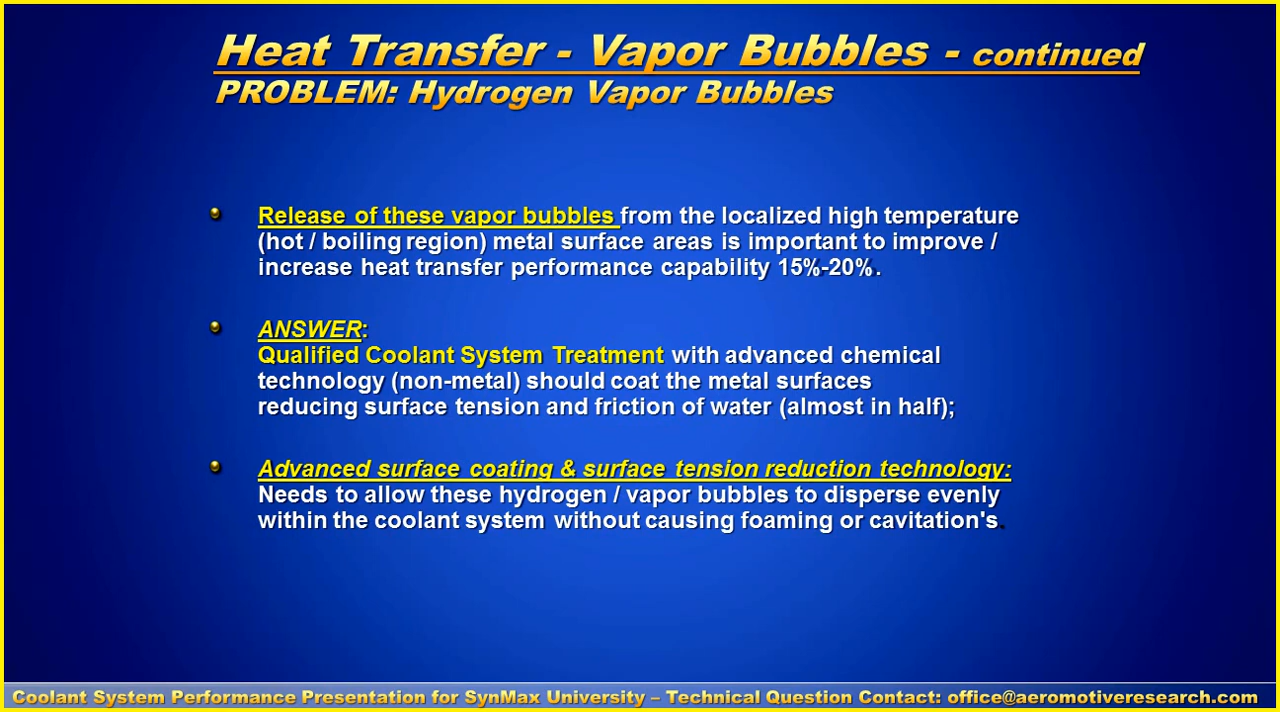 Heat Transfer - Vapor Bubbles - continued
PROBLEM: Hydrogen Vapor Bubbles
Release of these vapor bubbles from the localized high temperature
(hot / boiling region) metal surface areas is important to improve /
increase heat transfer performance capability 15%-20%.
ANSWER:
Qualified Coolant System Treatment with advanced chemical
technology (non-metal) should coat the metal surfaces
reducing surface tension and friction of water (almost in half);
Advanced surface coating & surface tension reduction technology:
Needs to allow these hydrogen / vapor bubbles to disperse evenly
within the coolant system without causing foaming or cavitation's.
Coolant System Performance Presentation for SynMax University – Technical Question Contact: office@aeromotiveresearch.com